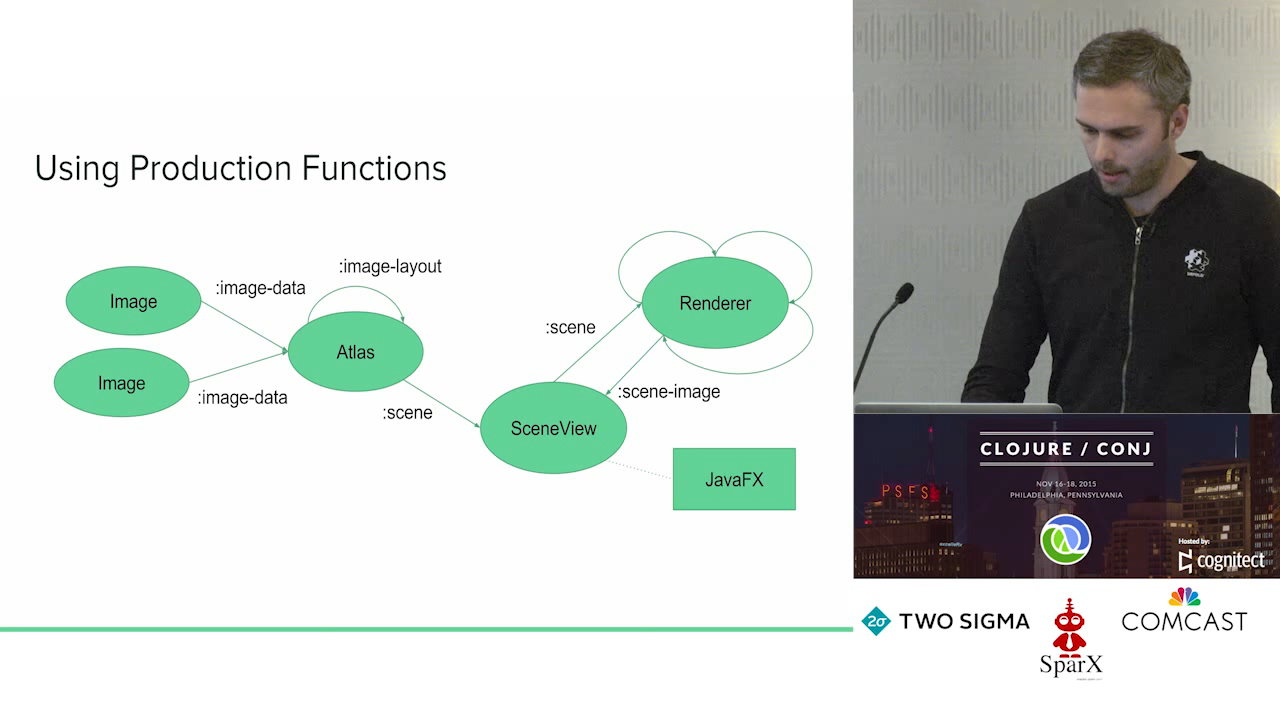 Using Production Functions
Image
Image
:image-data
:image-data
:image-layout
Atlas
:scene
SceneView
:scene
:scene-image
Renderer
JavaFX
CLOJURE / CONJ
NOV 16-18, 2015
PHILADELPHIA, PENNSYLVANIA
PSFS
Hosted by:
cognitect
2σ TWO SIGMA
SparX
COMCAST